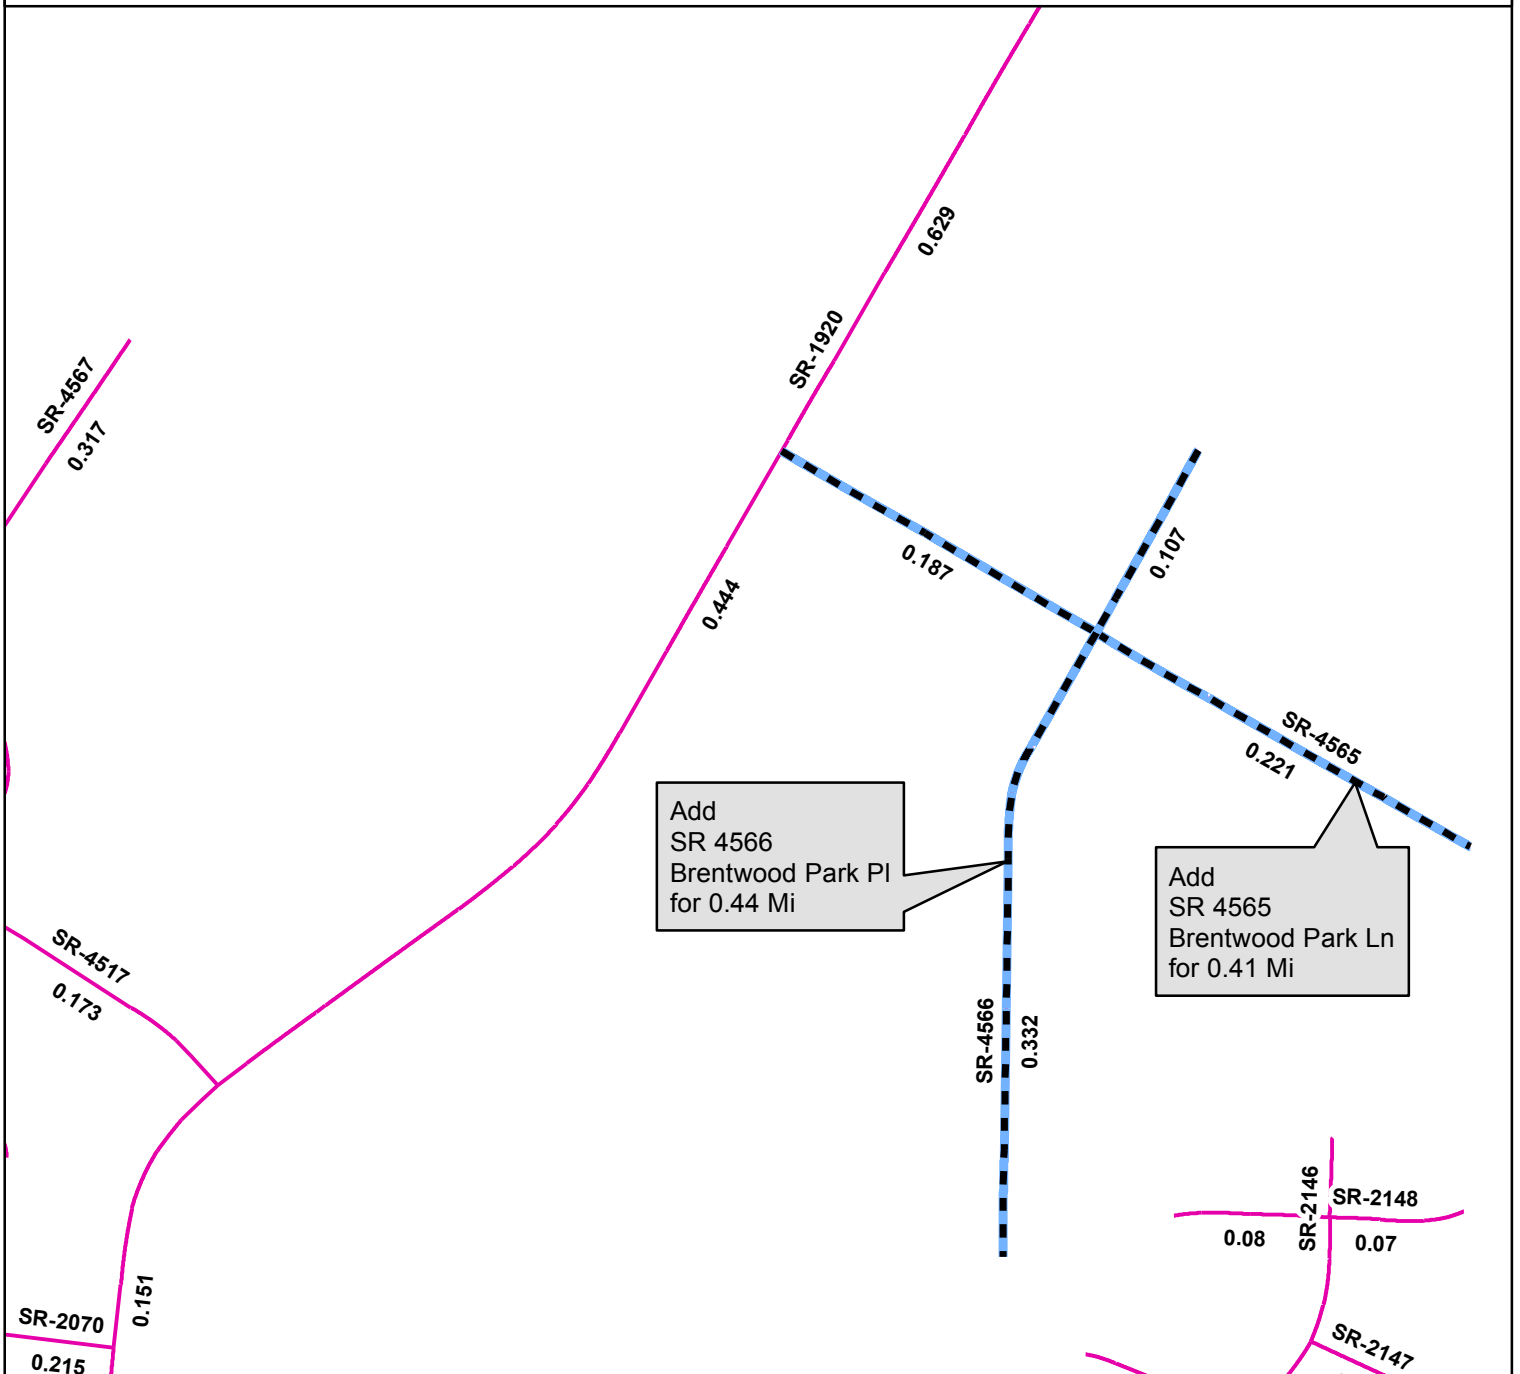 0.629
SR-1920
SR-4567
0.317
0.187
0.107
0.444
SR-4565
0.221
Add
SR 4566
Brentwood Park Pl
for 0.44 Mi
Add
SR 4565
Brentwood Park Ln
for 0.41 Mi
SR-4517
0.173
SR-4566
0.332
SR-2146
SR-2148
0.08
0.07
0.151
SR-2070
0.215
SR-2147